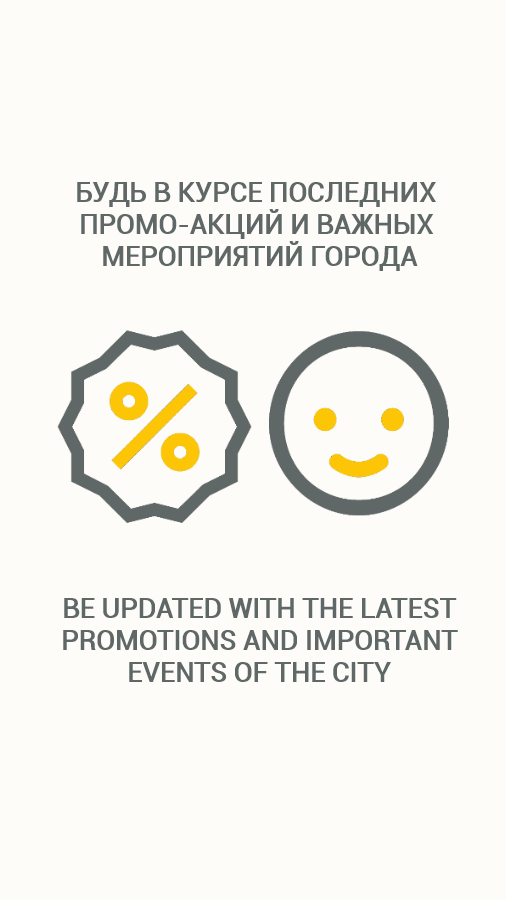 БУДЬ В КУРСЕ ПОСЛЕДНИХ
ПРОМО-АКЦИЙ И ВАЖНЫХ
МЕРОПРИЯТИЙ ГОРОДА
%
BE UPDATED WITH THE LATEST
PROMOTIONS AND IMPORTANT
EVENTS OF THE CITY